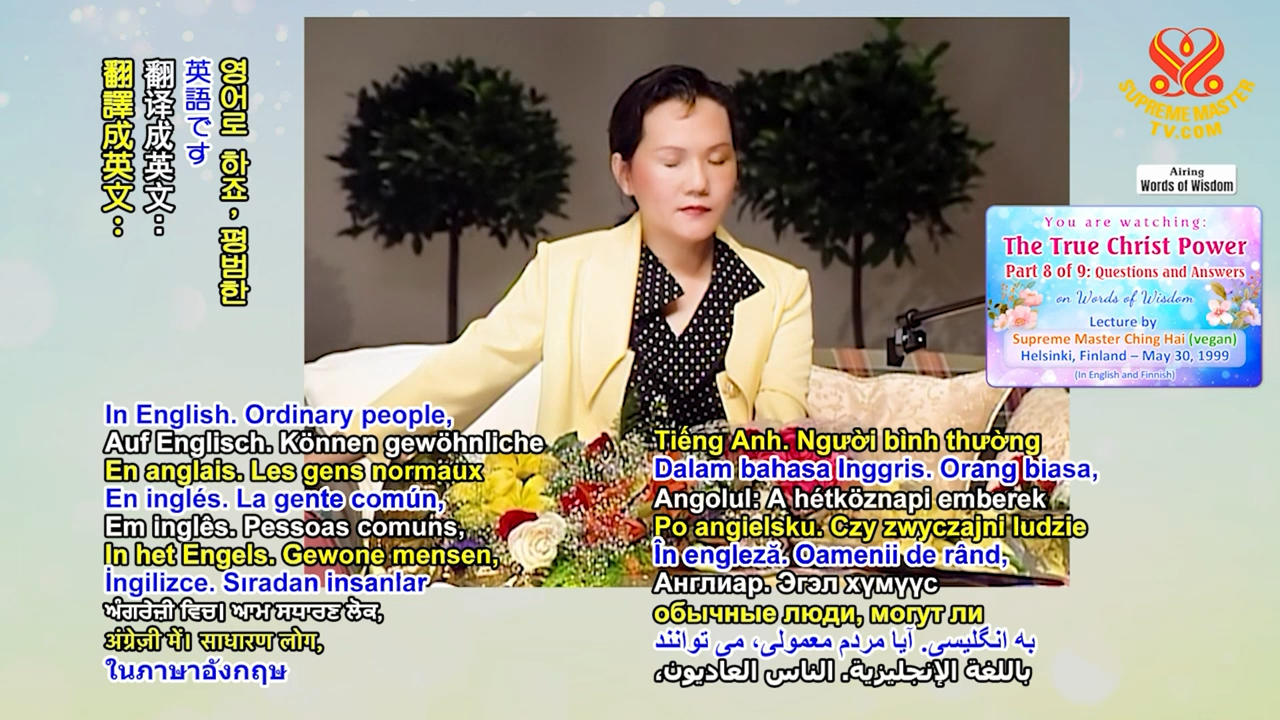 영어로 하죠, 평범한
英語です
翻译成英文：
翻譯成英文：
SUPREME MASTER
TV.COM
Airing
Words of Wisdom
You are watching:
The True Christ Power
Part 8 of 9: Questions and Answers
on Words of Wisdom
Lecture by
Supreme Master Ching Hai (vegan)
Helsinki, Finland – May 30, 1999
(In English and Finnish)
In English. Ordinary people,
Auf Englisch. Können gewöhnliche
En anglais. Les gens normaux
En inglés. La gente común,
Em inglês. Pessoas comuns,
In het Engels. Gewone mensen,
İngilizce. Sıradan insanlar
ਅੰਗਰੇਜ਼ੀ ਵਿਚ। ਆਮ ਸਧਾਰਣ ਲੋਕ,
अंग्रेज़ी में। साधारण लोग,
ในภาษาอังกฤษ
Tiếng Anh. Người bình thường
Dalam bahasa Inggris. Orang biasa,
Angolul: A hétköznapi emberek
Po angielsku. Czy zwyczajni ludzie
În engleză. Oamenii de rând,
Англиар. Эгэл хүмүүс
обычные люди, могут ли
به انگلیسی. آیا مردم معمولی، می توانند
باللغة الإنجليزية. الناس العاديون،